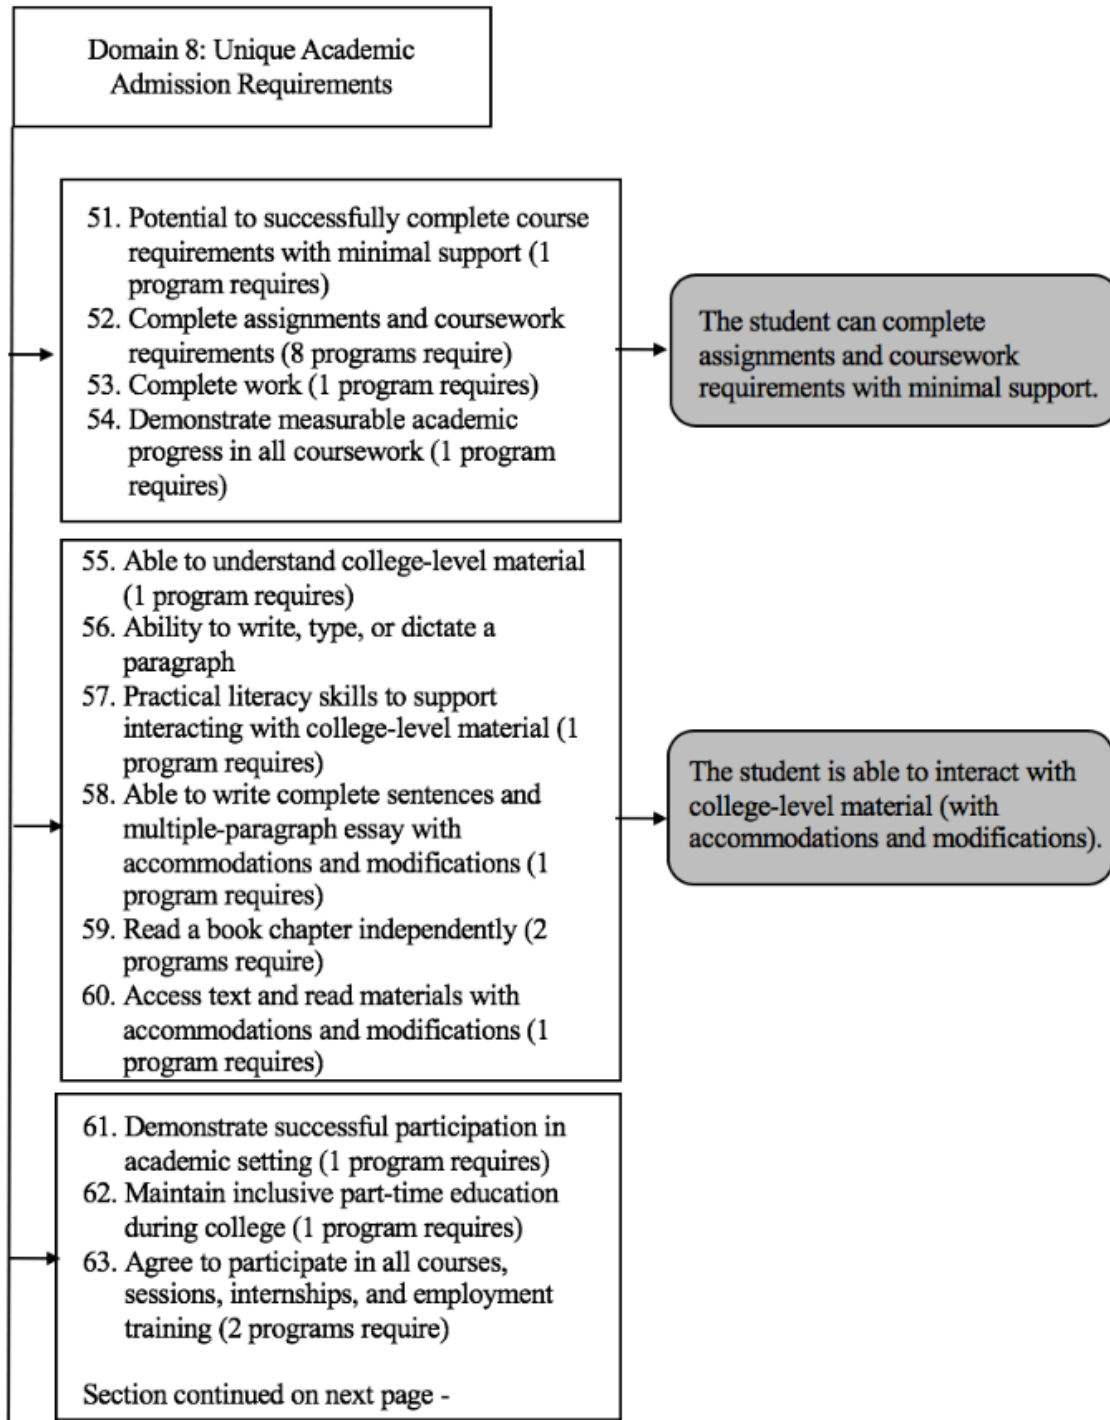 Domain 8: Unique Academic
Admission Requirements
51. Potential to successfully complete course
requirements with minimal support (1
program requires)
52. Complete assignments and coursework
requirements (8 programs require)
53. Complete work (1 program requires)
54. Demonstrate measurable academic
progress in all coursework (1 program
requires)
The student can complete
assignments and coursework
requirements with minimal support.
55. Able to understand college-level material
(1 program requires)
56. Ability to write, type, or dictate a
paragraph
57. Practical literacy skills to support
interacting with college-level material (1
program requires)
58. Able to write complete sentences and
multiple-paragraph essay with
accommodations and modifications (1
program requires)
59. Read a book chapter independently (2
programs require)
60. Access text and read materials with
accommodations and modifications (1
program requires)
The student is able to interact with
college-level material (with
accommodations and modifications).
61. Demonstrate successful participation in
academic setting (1 program requires)
62. Maintain inclusive part-time education
during college (1 program requires)
63. Agree to participate in all courses,
sessions, internships, and employment
training (2 programs require)
Section continued on next page -